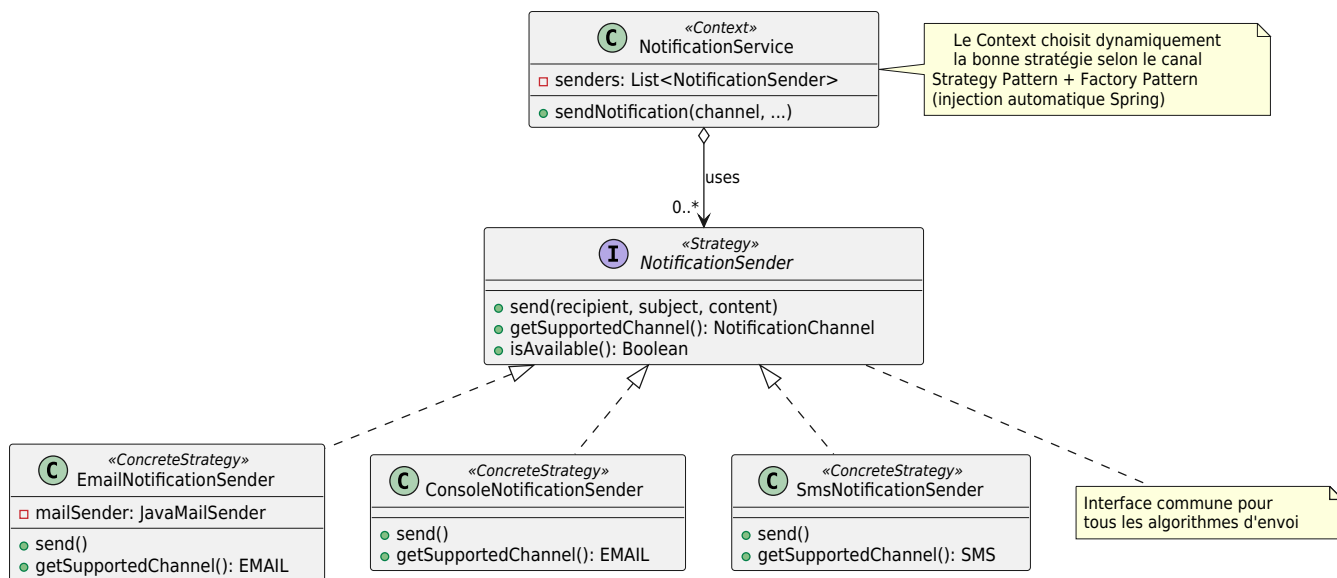 C
«Context»
NotificationService
senders: List<NotificationSender>
sendNotification(channel, ...)
Le Context choisit dynamiquement
la bonne stratégie selon le canal
Strategy Pattern + Factory Pattern
(injection automatique Spring)
uses
0..*
I
«Strategy»
NotificationSender
send(recipient, subject, content)
getSupportedChannel(): NotificationChannel
isAvailable(): Boolean
C
«ConcreteStrategy»
EmailNotificationSender
mailSender: JavaMailSender
send()
getSupportedChannel(): EMAIL
C
«ConcreteStrategy»
ConsoleNotificationSender
send()
getSupportedChannel(): EMAIL
C
«ConcreteStrategy»
SmsNotificationSender
send()
getSupportedChannel(): SMS
Interface commune pour
tous les algorithmes d'envoi